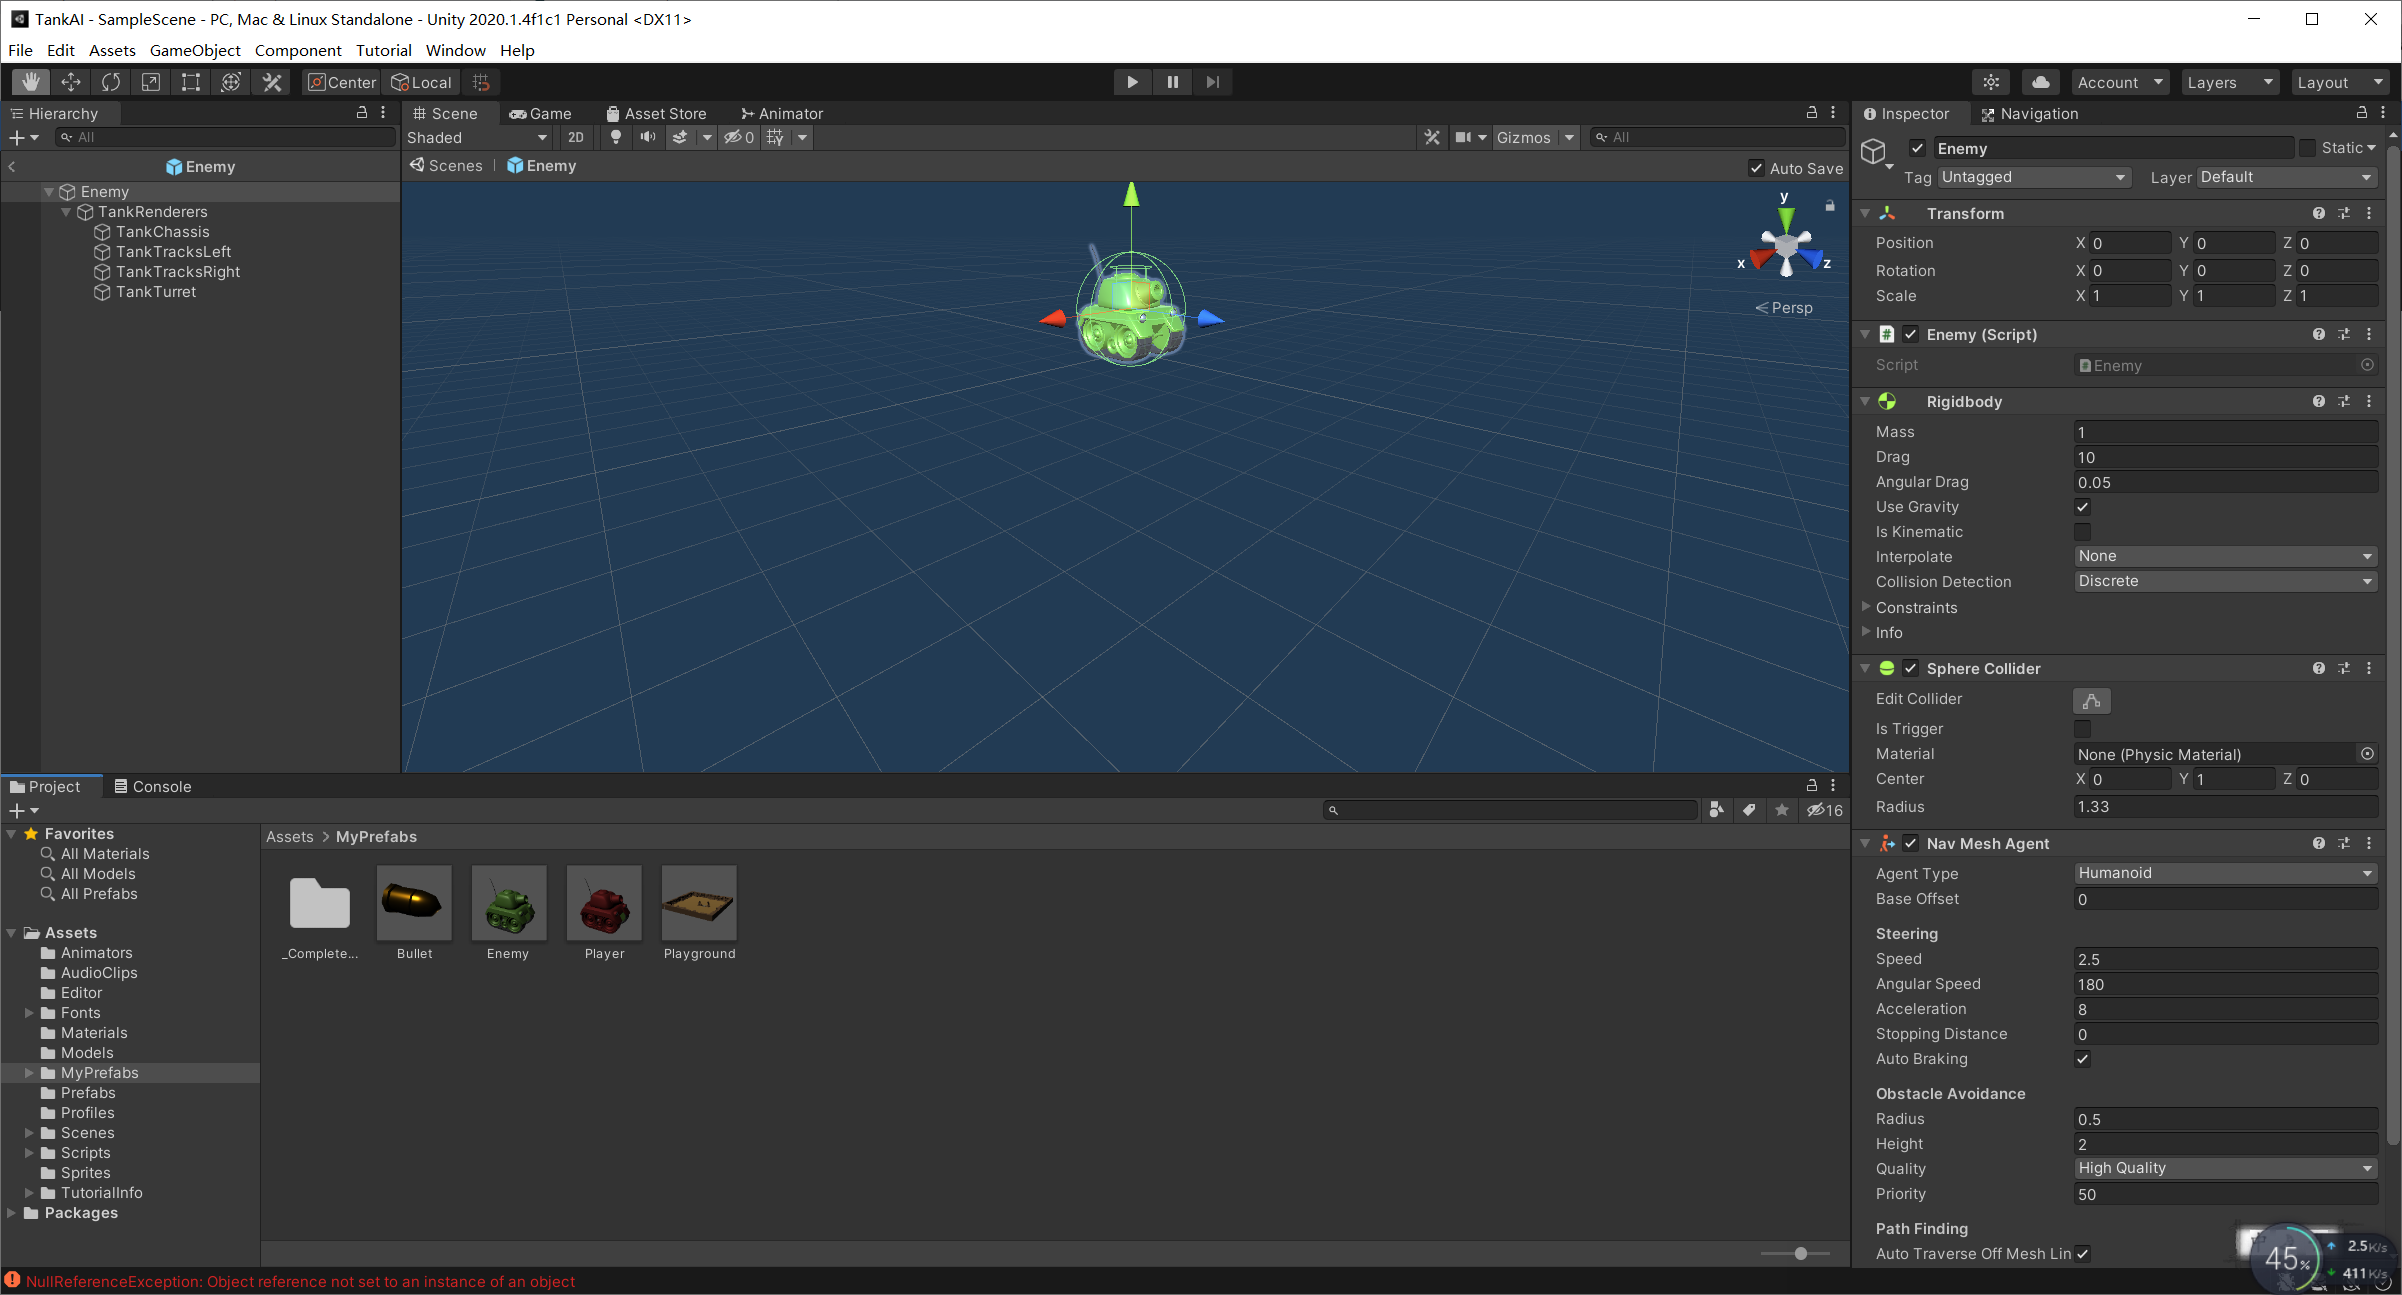 TankAI - SampleScene - PC, Mac & Linux Standalone - Unity 2020.1.4f1c1 Personal <DX11>
File Edit Assets GameObject Component Tutorial Window Help
Center Local Account Layers Layout
Hierarchy
All
Enemy
Enemy
TankRenderers
TankChassis
TankTracksLeft
TankTracksRight
TankTurret
Scene Game Asset Store Animator
Shaded 2D 0 Gizmos All
Scenes Enemy Auto Save
y
x z
Persp
Inspector Navigation
Enemy Static
Tag Untagged Layer Default
Transform
Position X 0 Y 0 Z 0
Rotation X 0 Y 0 Z 0
Scale X 1 Y 1 Z 1
Enemy (Script)
Script Enemy
Rigidbody
Mass 1
Drag 10
Angular Drag 0.05
Use Gravity
Is Kinematic
Interpolate None
Collision Detection Discrete
Constraints
Info
Sphere Collider
Edit Collider
Is Trigger
Material None (Physic Material)
Center X 0 Y 1 Z 0
Radius 1.33
Nav Mesh Agent
Agent Type Humanoid
Base Offset 0
Steering
Speed 2.5
Angular Speed 180
Acceleration 8
Stopping Distance 0
Auto Braking
Obstacle Avoidance
Radius 0.5
Height 2
Quality High Quality
Priority 50
Path Finding
Auto Traverse Off Mesh Lin
45%
2.5K/s
411K/s
Project Console
16
Favorites
All Materials
All Models
All Prefabs
Assets
Animators
AudioClips
Editor
Fonts
Materials
Models
MyPrefabs
Prefabs
Profiles
Scenes
Scripts
Sprites
TutorialInfo
Packages
Assets > MyPrefabs
_Complete... Bullet Enemy Player Playground
NullReferenceException: Object reference not set to an instance of an object